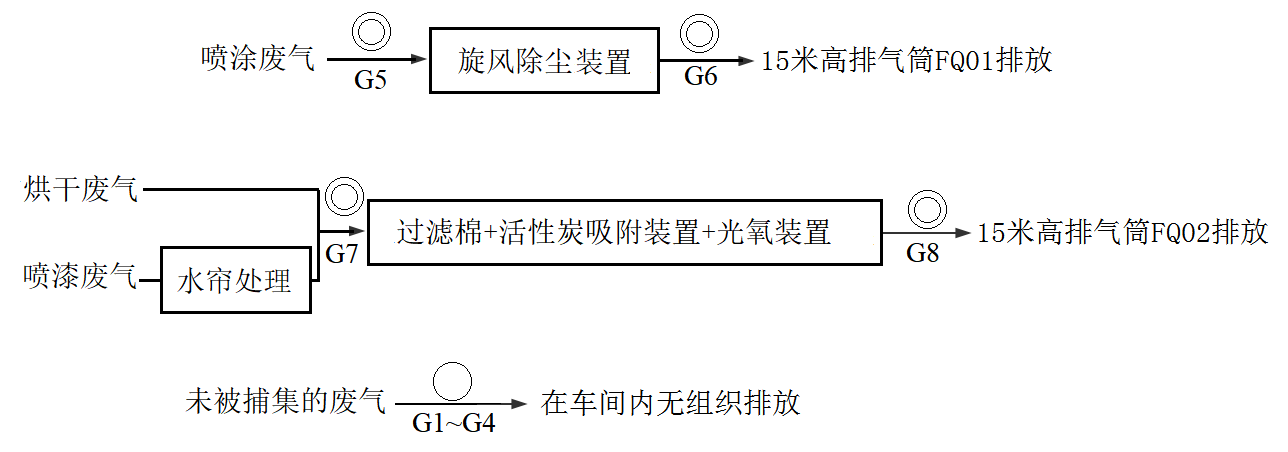 喷涂废气 G5 旋风除尘装置 G6 15米高排气筒FQ01排放
烘干废气
G7 过滤棉+活性炭吸附装置+光氧装置 G8 15米高排气筒FQ02排放
喷漆废气 水帘处理
未被捕集的废气 G1~G4 在车间内无组织排放